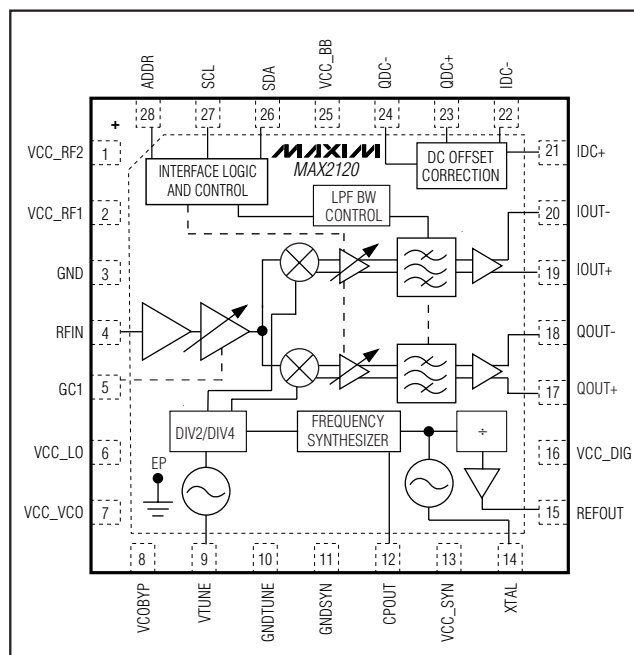 ADDR
SCL
SDA
VCC_BB
QDC-
QDC+
IDC-
28
27
26
25
24
23
22
+
VCC_RF2
1
MAXIM
MAX2120
INTERFACE LOGIC
AND CONTROL
DC OFFSET
CORRECTION
21
IDC+
LPF BW
CONTROL
VCC_RF1
2
20
IOUT-
GND
3
19
IOUT+
RFIN
4
18
QOUT-
GC1
5
17
QOUT+
DIV2/DIV4
FREQUENCY
SYNTHESIZER
÷
VCC_LO
6
16
VCC_DIG
EP
VCC_VCO
7
15
REFOUT
8
9
10
11
12
13
14
VCOBYP
VTUNE
GNDTUNE
GNDSYN
CPOUT
VCC_SYN
XTAL